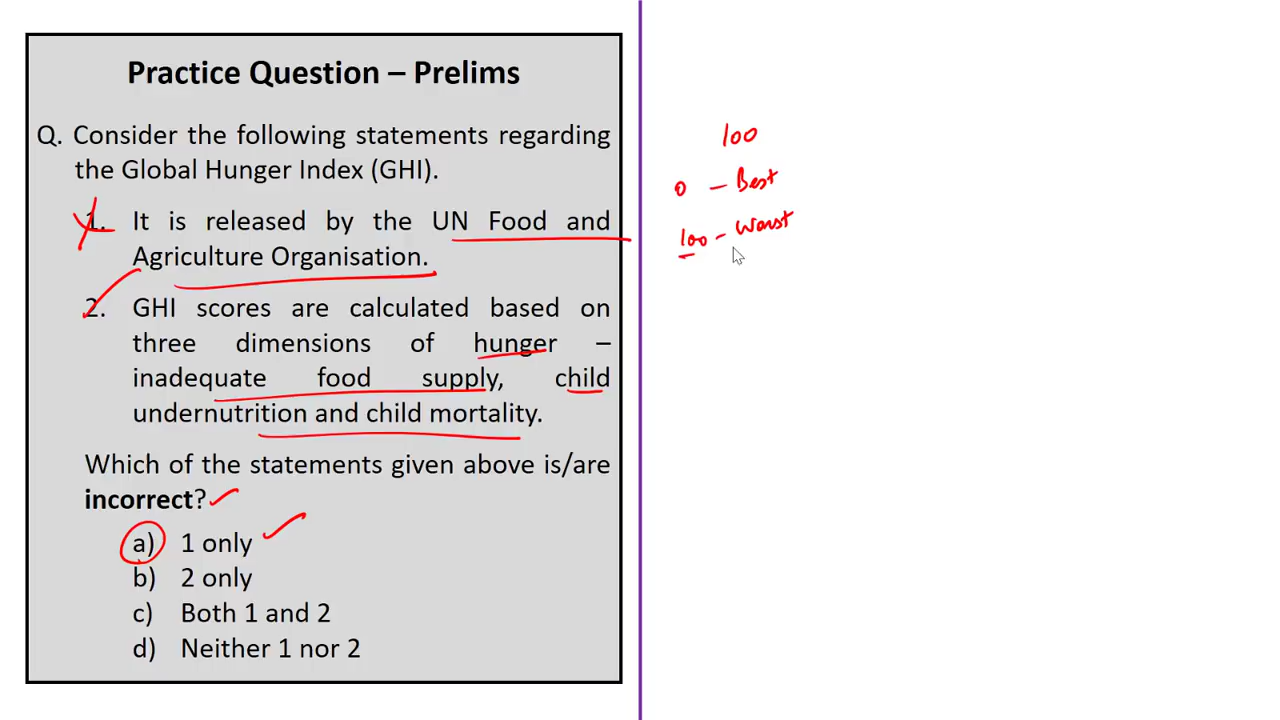 Practice Question – Prelims
Q. Consider the following statements regarding
the Global Hunger Index (GHI).
1. It is released by the UN Food and
Agriculture Organisation.
2. GHI scores are calculated based on
three dimensions of hunger –
inadequate food supply, child
undernutrition and child mortality.
Which of the statements given above is/are
incorrect?
a) 1 only
b) 2 only
c) Both 1 and 2
d) Neither 1 nor 2
100
0 – Best
100 – Worst